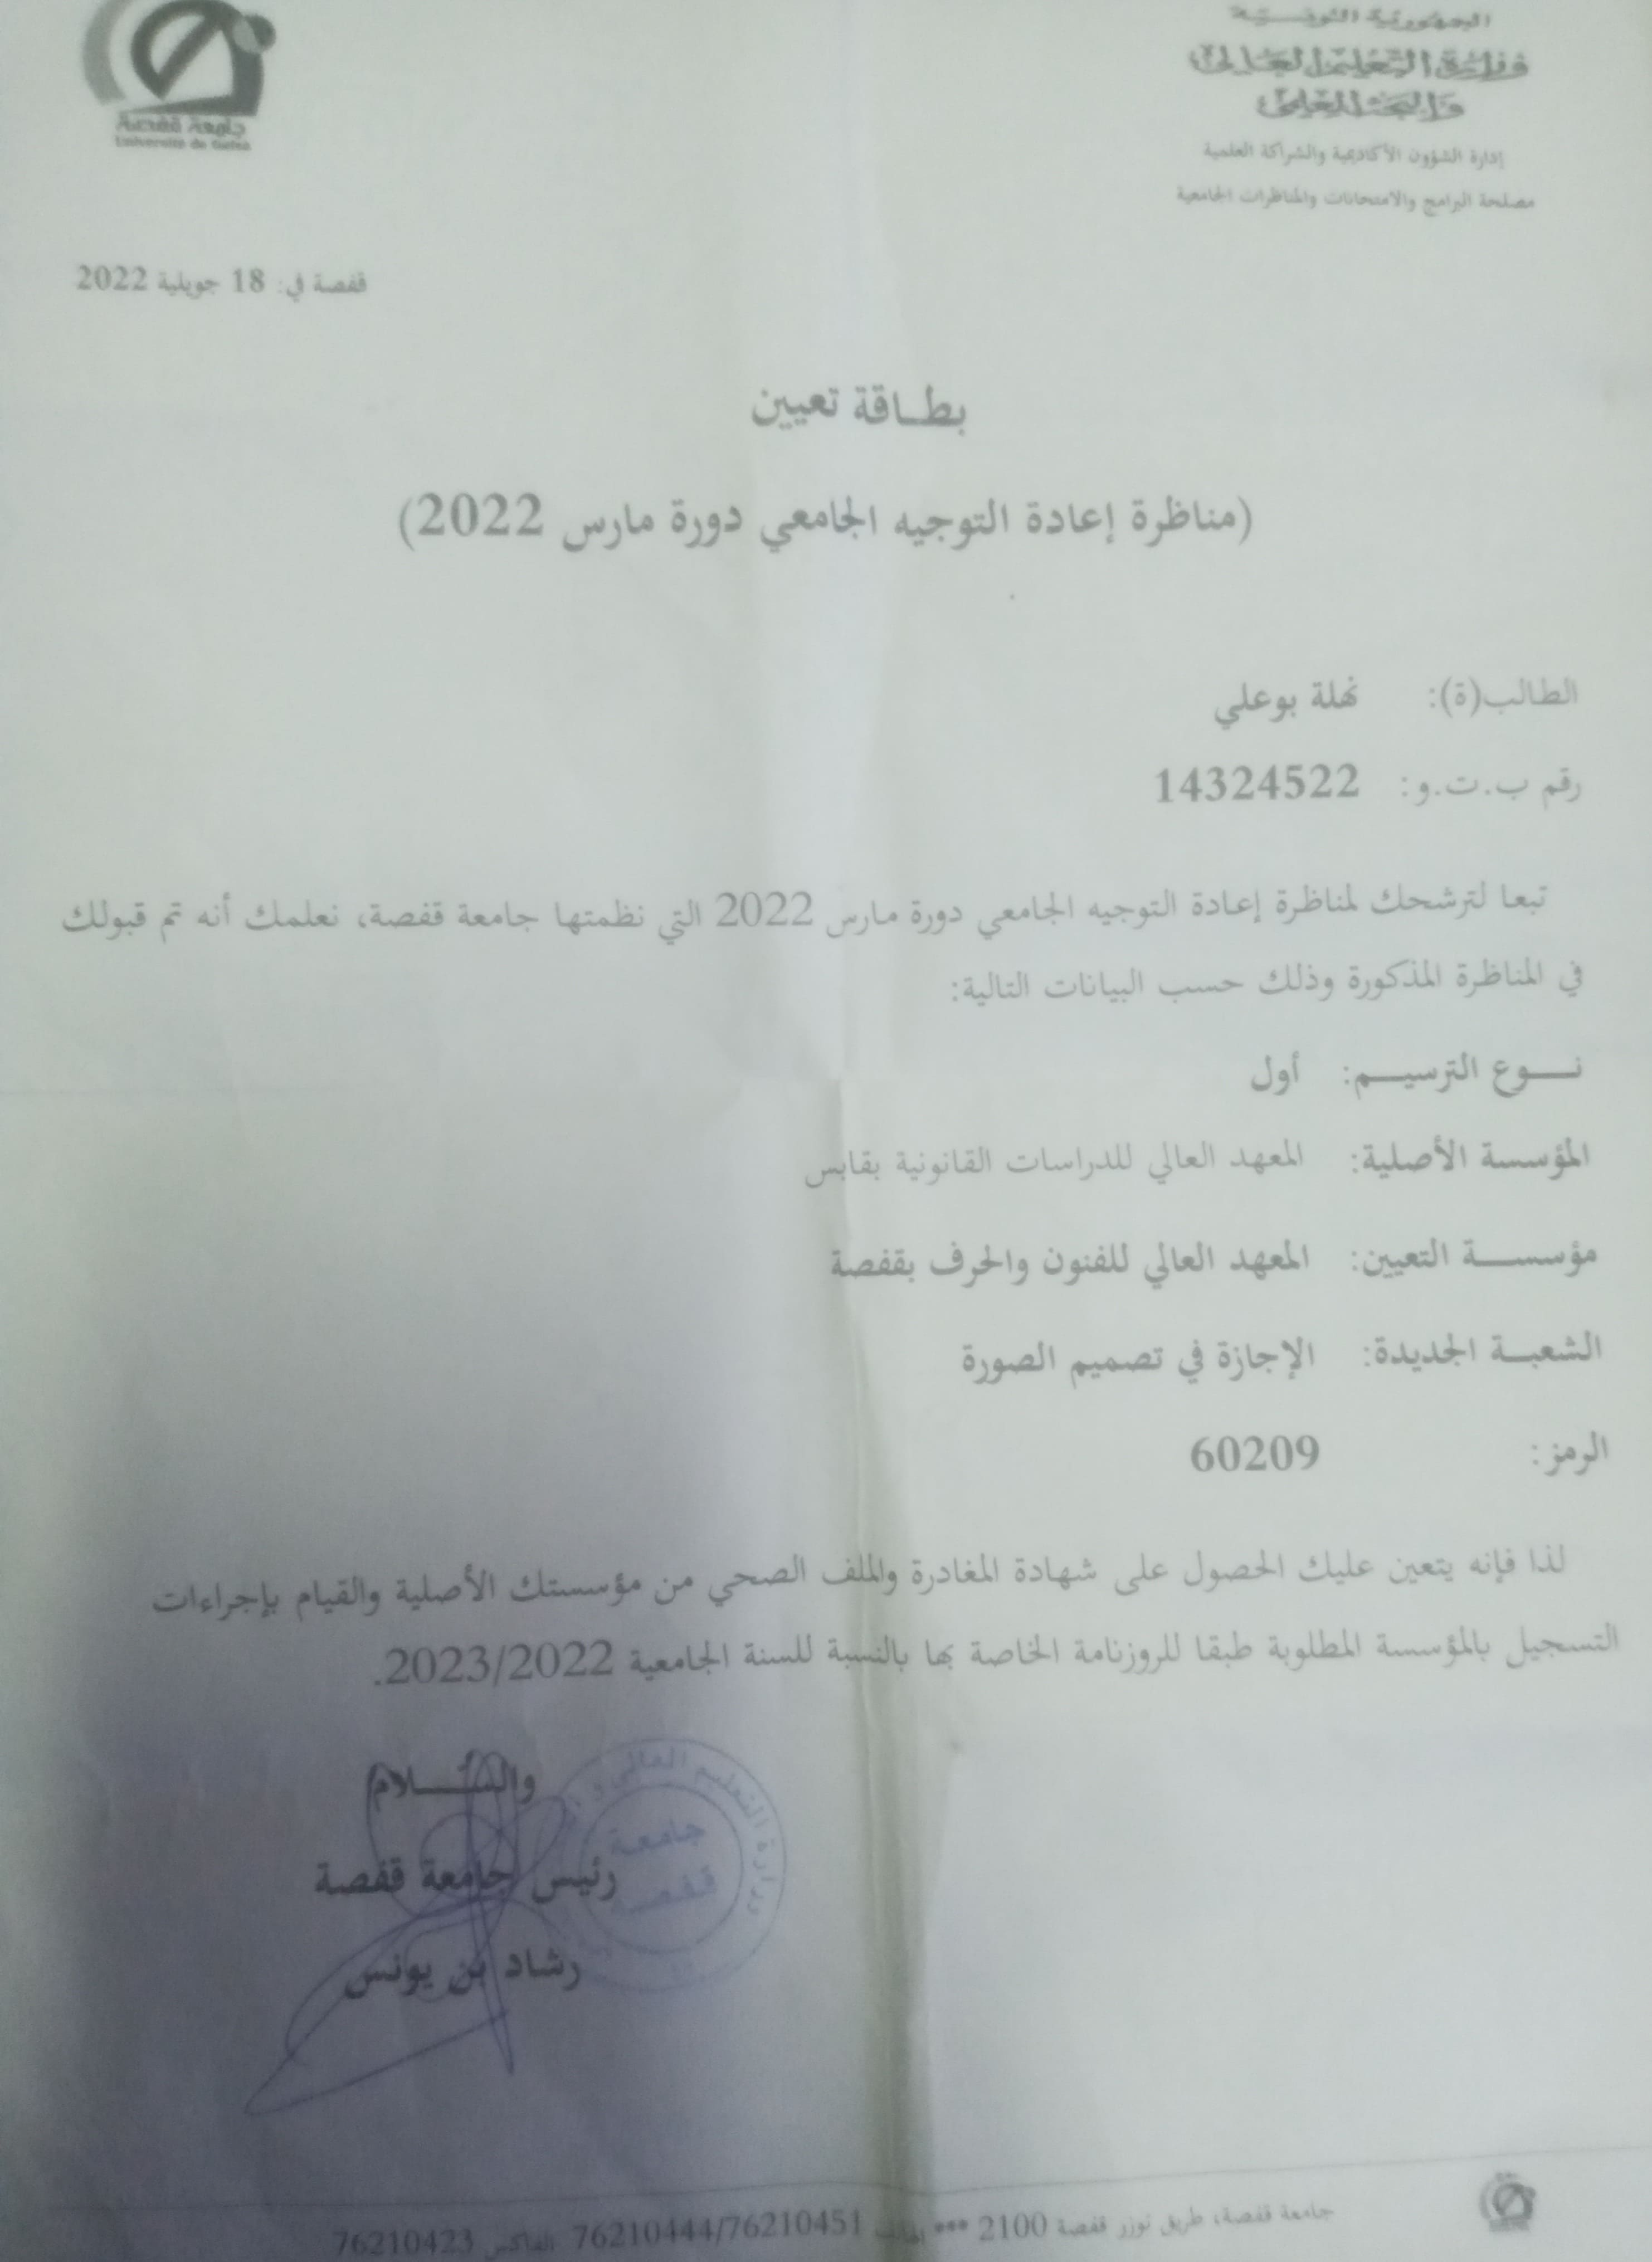 الجمهورية التونسية
وزارة التعليم العالي
والبحث العلمي
إدارة الشؤون الأكاديمية والشراكة العلمية
مصلحة البرامج والامتحانات والمناظرات الجامعية
جامعة قفصة
Université de Gafsa
قفصة في: 18 جويلية 2022
بطاقة تعيين
(مناظرة إعادة التوجيه الجامعي دورة مارس 2022)
الطالب(ة): نهلة بوعلي
رقم ب.ت.و: 14324522
تبعا لترشحك لمناظرة إعادة التوجيه الجامعي دورة مارس 2022 التي نظمتها جامعة قفصة، نعلمك أنه تم قبولك
في المناظرة المذكورة وذلك حسب البيانات التالية:
نوع الترسيم: أول
المؤسسة الأصلية: المعهد العالي للدراسات القانونية بقابس
مؤسسة التعيين: المعهد العالي للفنون والحرف بقفصة
الشعبة الجديدة: الإجازة في تصميم الصورة
الرمز: 60209
لذا فإنه يتعين عليك الحصول على شهادة المغادرة والملف الصحي من مؤسستك الأصلية والقيام بإجراءات
التسجيل بالمؤسسة المطلوبة طبقا للروزنامة الخاصة بها بالنسبة للسنة الجامعية 2023/2022.
والسلام
رئيس جامعة قفصة
رشاد بن يونس
وزارة التعليم العالي
جامعة
قفصة
جامعة قفصة، طريق توزر قفصة 2100 *** الهاتف 76210444/76210451 الفاكس 76210423